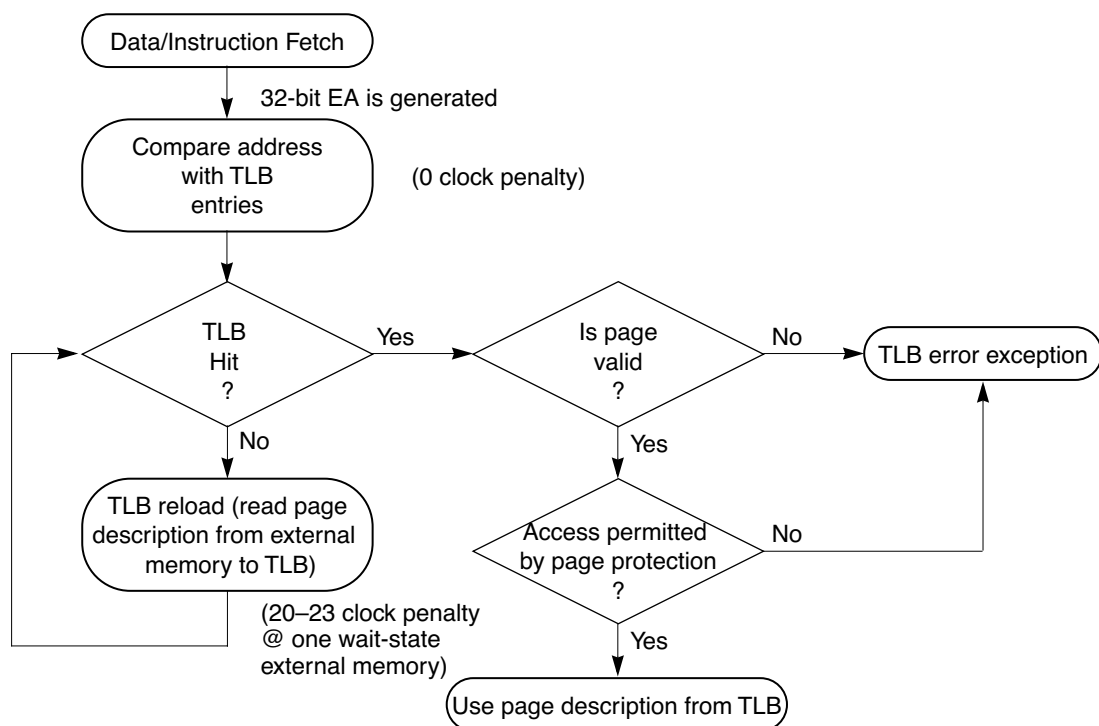 Data/Instruction Fetch
32-bit EA is generated
Compare address
with TLB
entries
(0 clock penalty)
TLB
Hit
?
Yes
Is page
valid
?
No
TLB error exception
No
Yes
TLB reload (read page
description from external
memory to TLB)
Access permitted
by page protection
?
No
(20–23 clock penalty
@ one wait-state
external memory)
Yes
Use page description from TLB